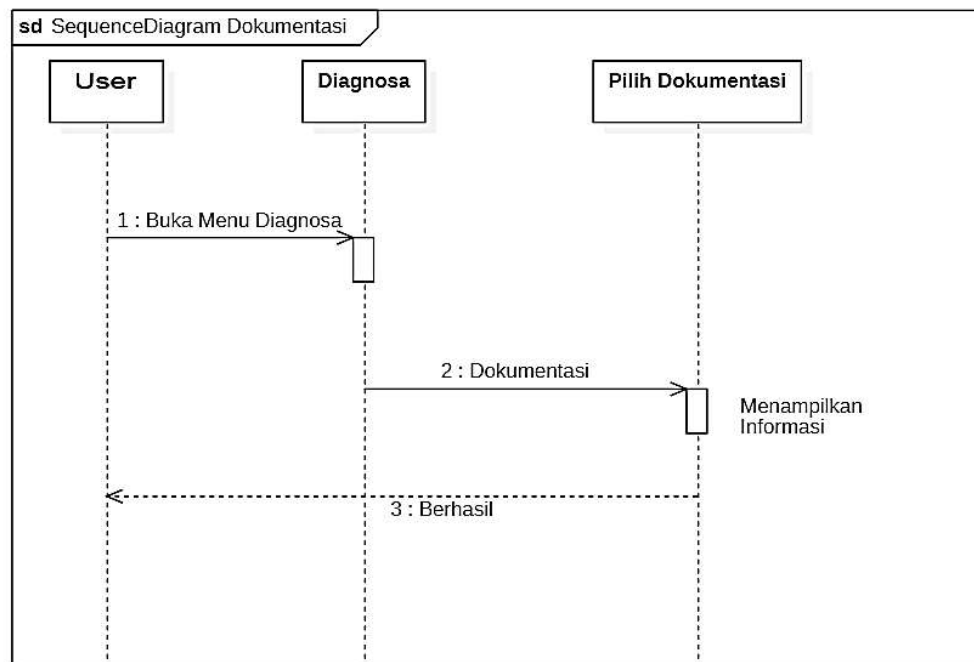 sd SequenceDiagram Dokumentasi
User
Diagnosa
Pilih Dokumentasi
1 : Buka Menu Diagnosa
2 : Dokumentasi
Menampilkan
Informasi
3 : Berhasil